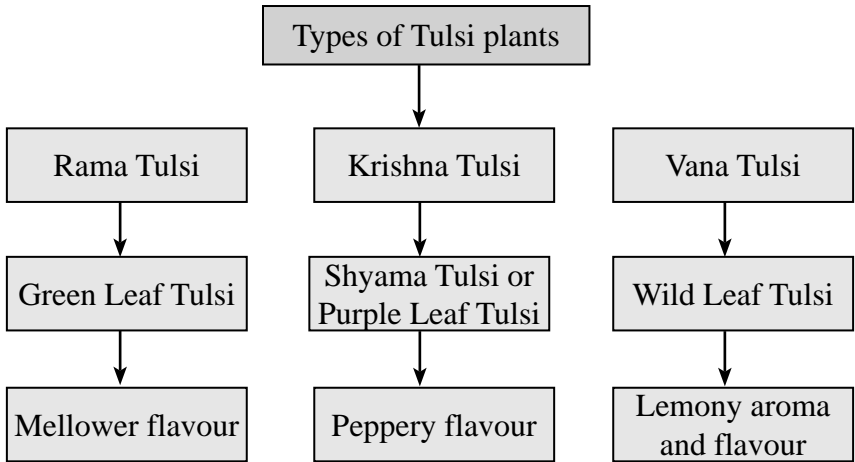 Types of Tulsi plants
Rama Tulsi
Krishna Tulsi
Vana Tulsi
Green Leaf Tulsi
Shyama Tulsi or
Purple Leaf Tulsi
Wild Leaf Tulsi
Mellower flavour
Peppery flavour
Lemony aroma
and flavour